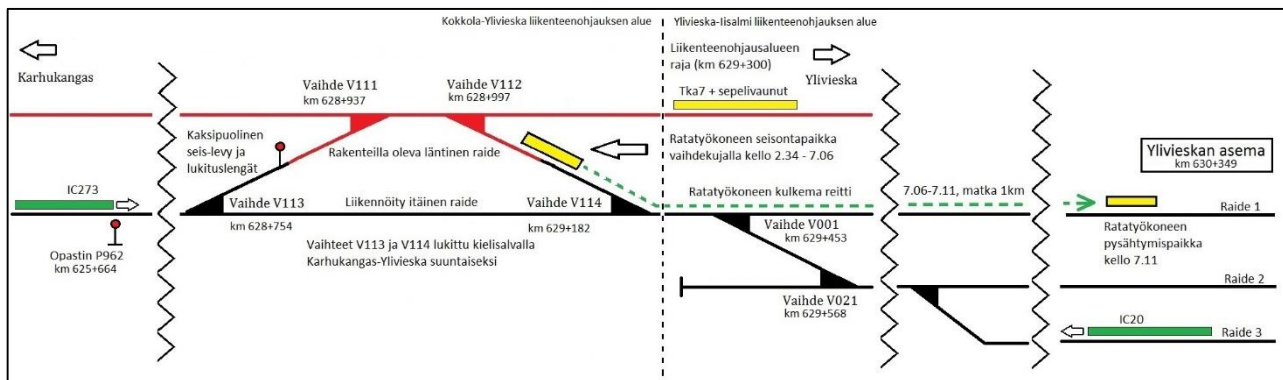 Kokkola-Ylivieska liikenteenohjauksen alue
Ylivieska-Iisalmi liikenteenohjauksen alue
Karhukangas
Vaihde V111
km 628+937
Vaihde V112
km 628+997
Liikenteenohjausalueen
raja (km 629+300)
Ylivieska
Tka7 + sepelivaunut
Kaksipuolinen
seis-levy ja
lukituslengät
Rakenteilla oleva läntinen raide
Ratatyökoneen seisontapaikka
vaihdekujalla kello 2.34 - 7.06
Ylivieskan asema
km 630+349
IC273
Vaihde V113
km 628+754
Liikennöity itäinen raide
Vaihde V114
km 629+182
Ratatyökoneen kulkema reitti
7.06-7.11, matka 1km
Raide 1
Opastin P962
km 625+664
Vaihteet V113 ja V114 lukittu kielisalvalla
Karhukangas-Ylivieska suuntaiseksi
Vaihde V001
km 629+453
Ratatyökoneen
pysähtymispaikka
kello 7.11
Vaihde V021
km 629+568
Raide 2
IC20
Raide 3